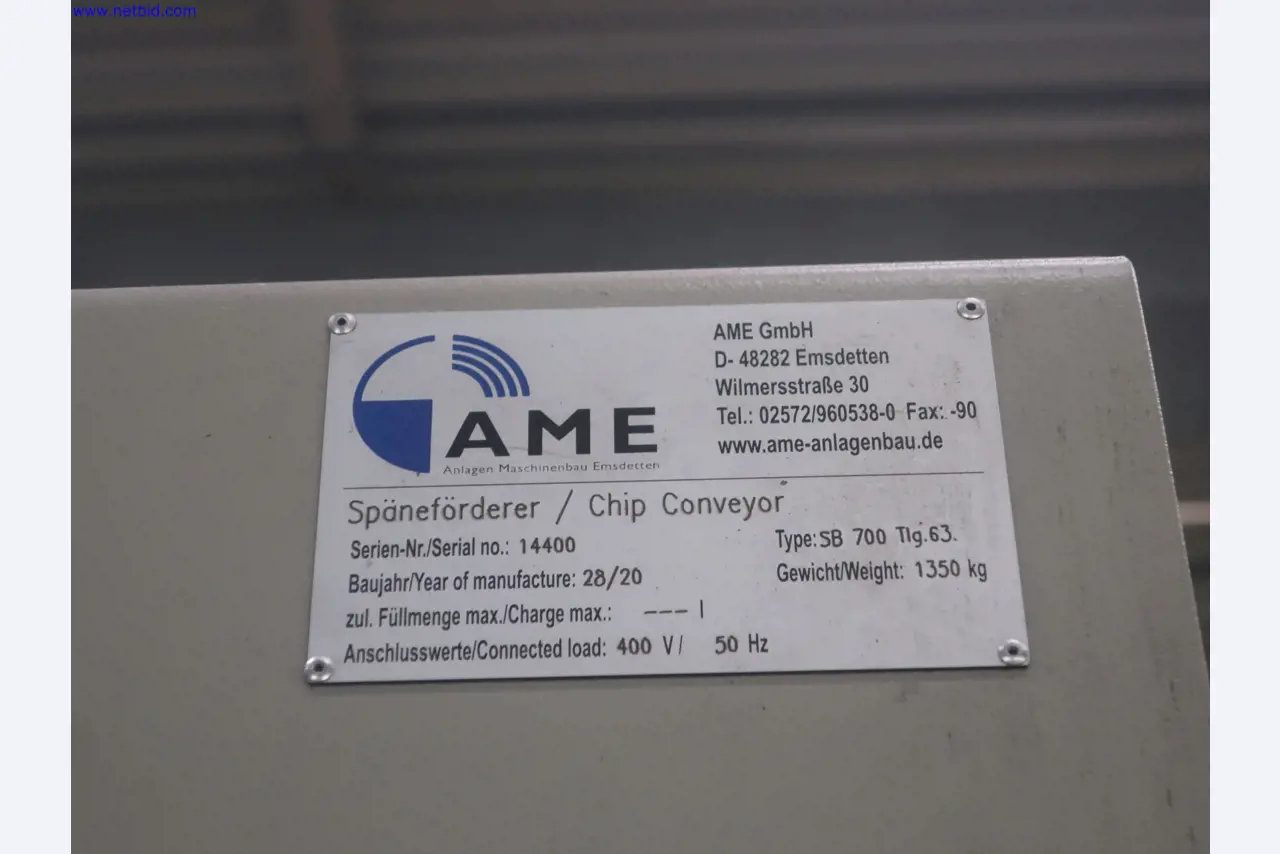 www.netbid.com
AME GmbH
D- 48282 Emsdetten
Wilmersstraße 30
Tel.: 02572/960538-0 Fax: -90
www.ame-anlagenbau.de
AME
Anlagen Maschinenbau Emsdetten
Späneförderer / Chip Conveyor
Serien-Nr./Serial no.: 14400
Type: SB 700 Tlg.63.
Baujahr/Year of manufacture: 28/20
Gewicht/Weight: 1350 kg
zul. Füllmenge max./Charge max.: --- l
Anschlusswerte/Connected load: 400 V/ 50 Hz